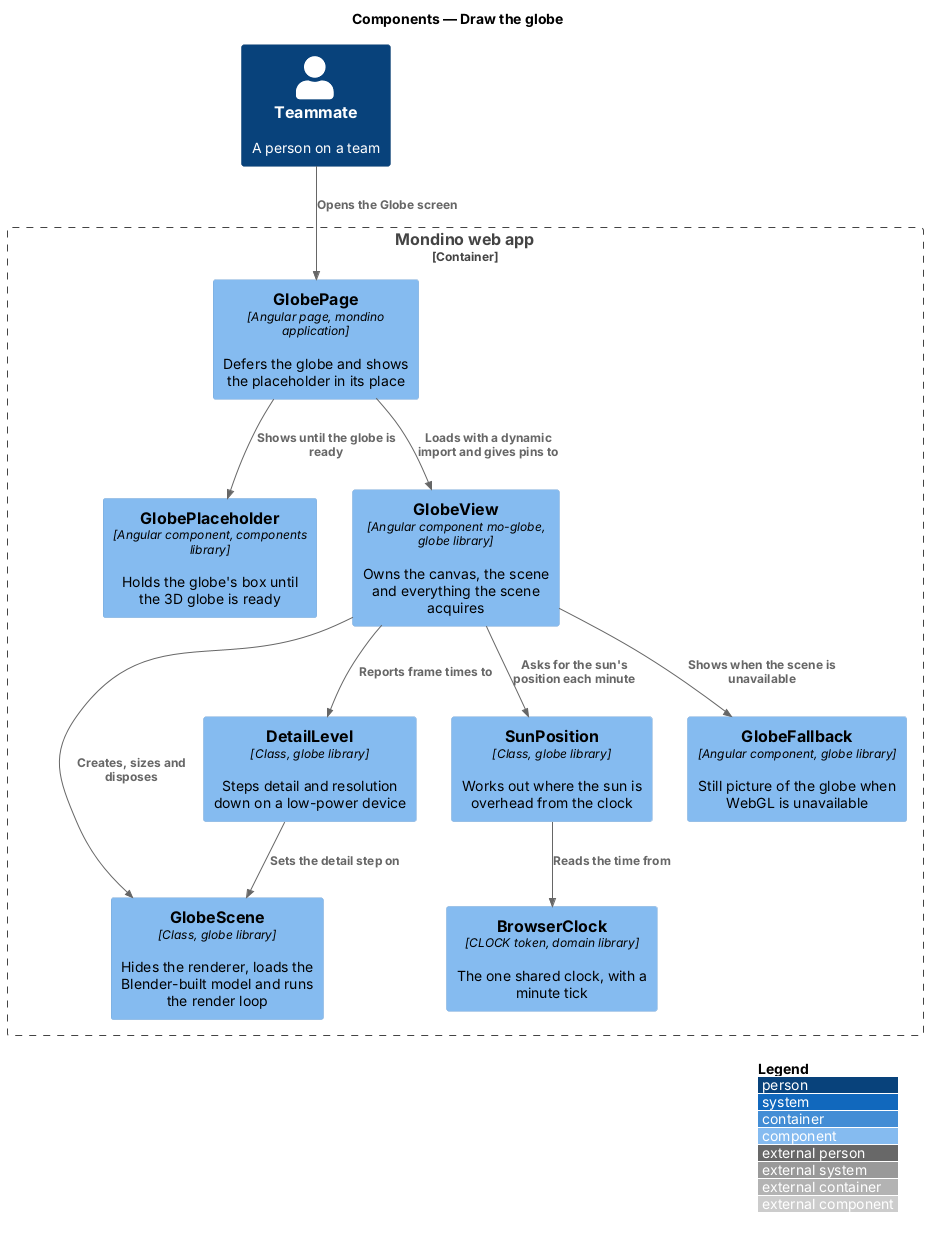 Components — Draw the globe
Teammate
A person on a team
Opens the Globe screen
Mondino web app
[Container]
GlobePage
[Angular page, mondino
application]
Defers the globe and shows
the placeholder in its place
Shows until the globe is
ready
Loads with a dynamic
import and gives pins to
GlobePlaceholder
[Angular component, components
library]
Holds the globe's box until
the 3D globe is ready
GlobeView
[Angular component mo-globe,
globe library]
Owns the canvas, the scene
and everything the scene
acquires
Creates, sizes and
disposes
Reports frame times to
Asks for the sun's
position each minute
Shows when the scene is
unavailable
DetailLevel
[Class, globe library]
Steps detail and resolution
down on a low-power device
SunPosition
[Class, globe library]
Works out where the sun is
overhead from the clock
GlobeFallback
[Angular component, globe library]
Still picture of the globe when
WebGL is unavailable
Sets the detail step on
Reads the time from
GlobeScene
[Class, globe library]
Hides the renderer, loads the
Blender-built model and runs
the render loop
BrowserClock
[CLOCK token, domain library]
The one shared clock, with a
minute tick
Legend
person
system
container
component
external person
external system
external container
external component